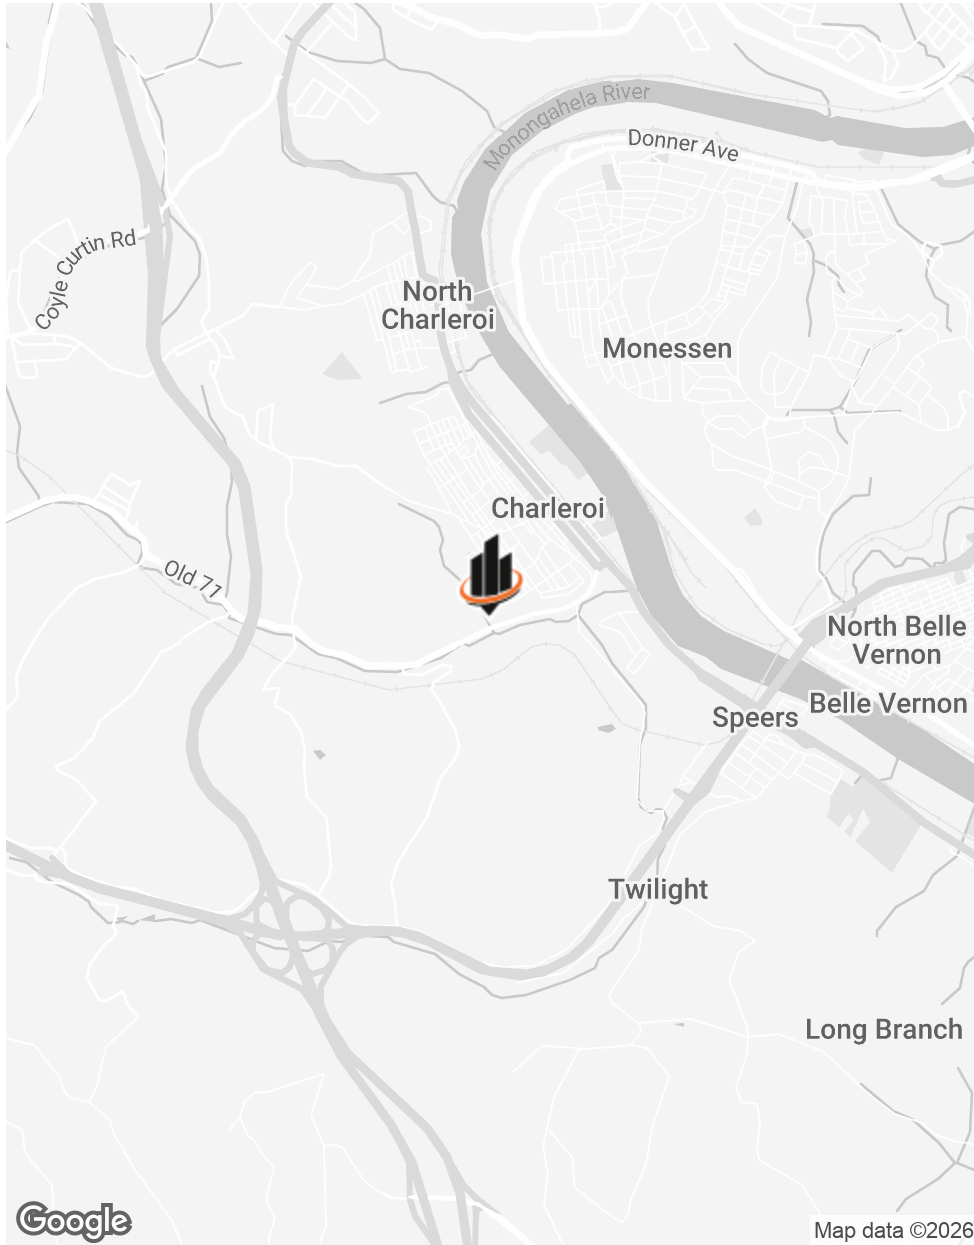 Monongahela River
Donner Ave
Coyle Curtin Rd
North
Charleroi
Monessen
Charleroi
Old 71
North Belle
Vernon
Belle Vernon
Speers
Twilight
Long Branch
Google
Map data ©2026